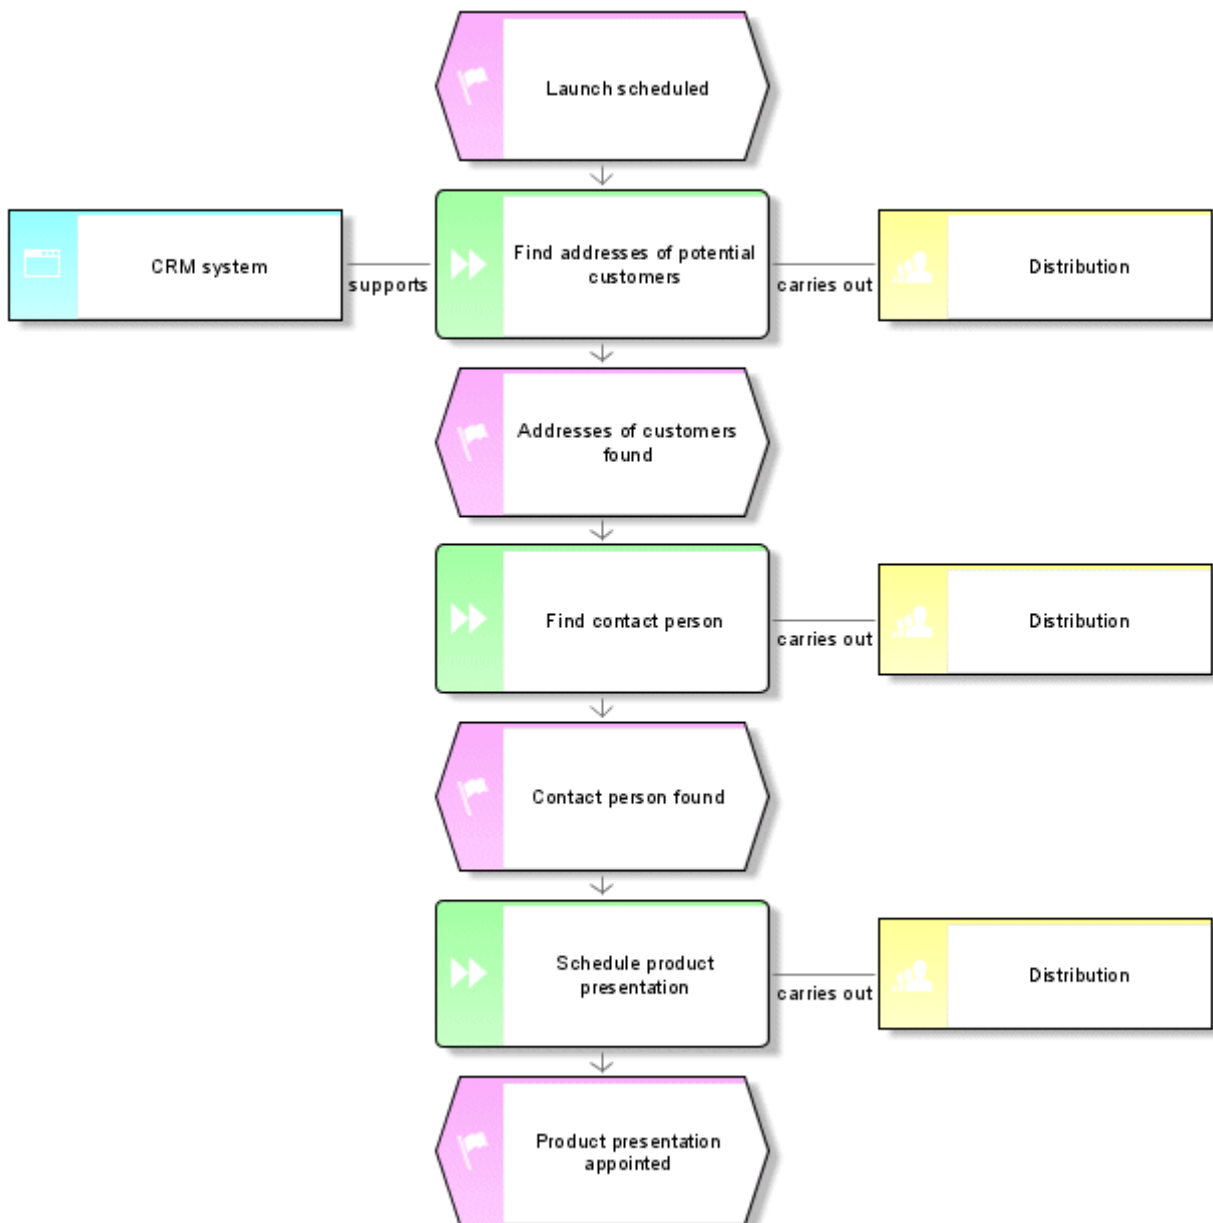 Launch scheduled
CRM system
supports
Find addresses of potential
customers
carries out
Distribution
Addresses of customers
found
Find contact person
carries out
Distribution
Contact person found
Schedule product
presentation
carries out
Distribution
Product presentation
appointed